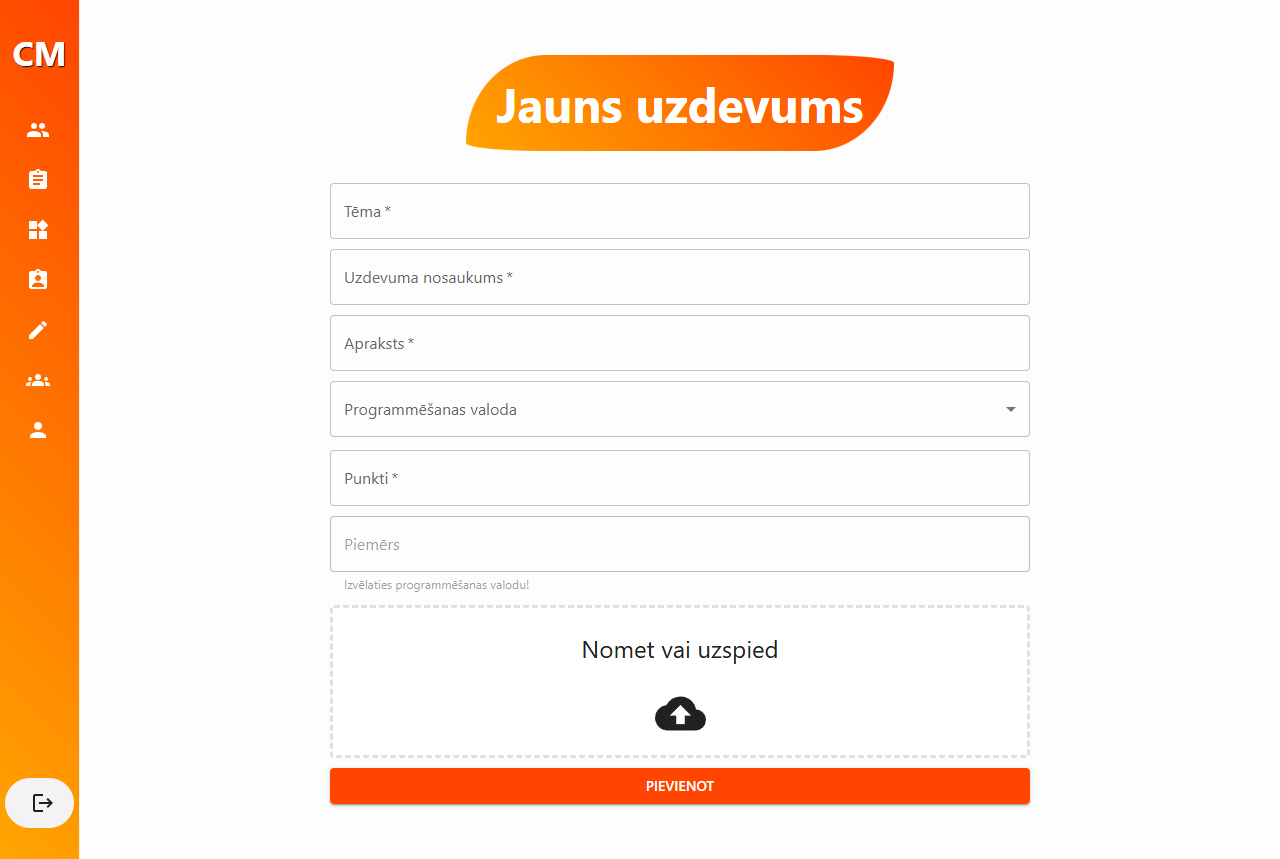 CM
Jauns uzdevums
Tēma *
Uzdevuma nosaukums *
Apraksts *
Programmēšanas valoda
Punkti *
Piemērs
Izvēlaties programmēšanas valodu!
Nomet vai uzspied
PIEVIENOT